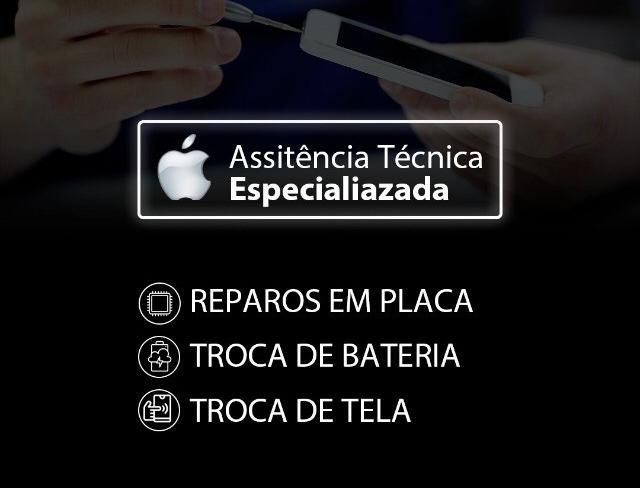 Assitência Técnica
Especialiazada
REPAROS EM PLACA
TROCA DE BATERIA
TROCA DE TELA